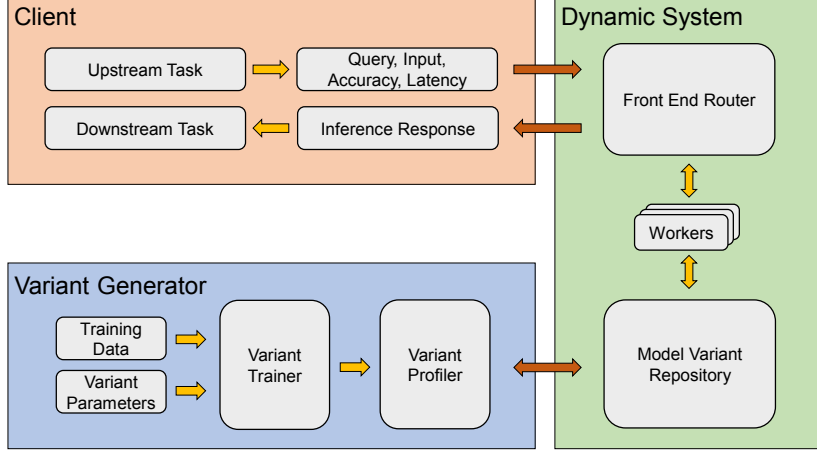 Client
Upstream Task
Query, Input,
Accuracy, Latency
Downstream Task
Inference Response
Dynamic System
Front End Router
Workers
Model Variant
Repository
Variant Generator
Training
Data
Variant
Parameters
Variant
Trainer
Variant
Profiler